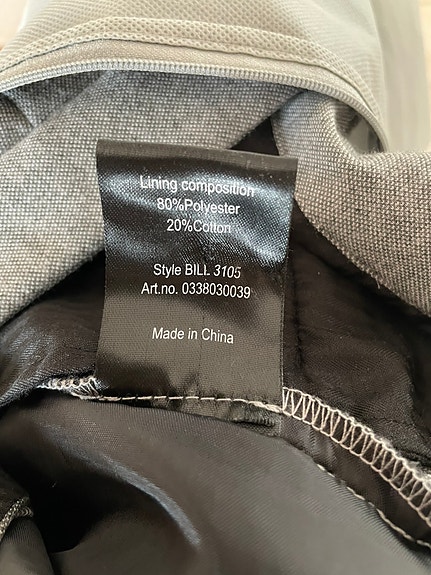 Lining composition
80%Polyester
20%Cotton
Style BILL 3105
Art.no. 0338030039
Made in China